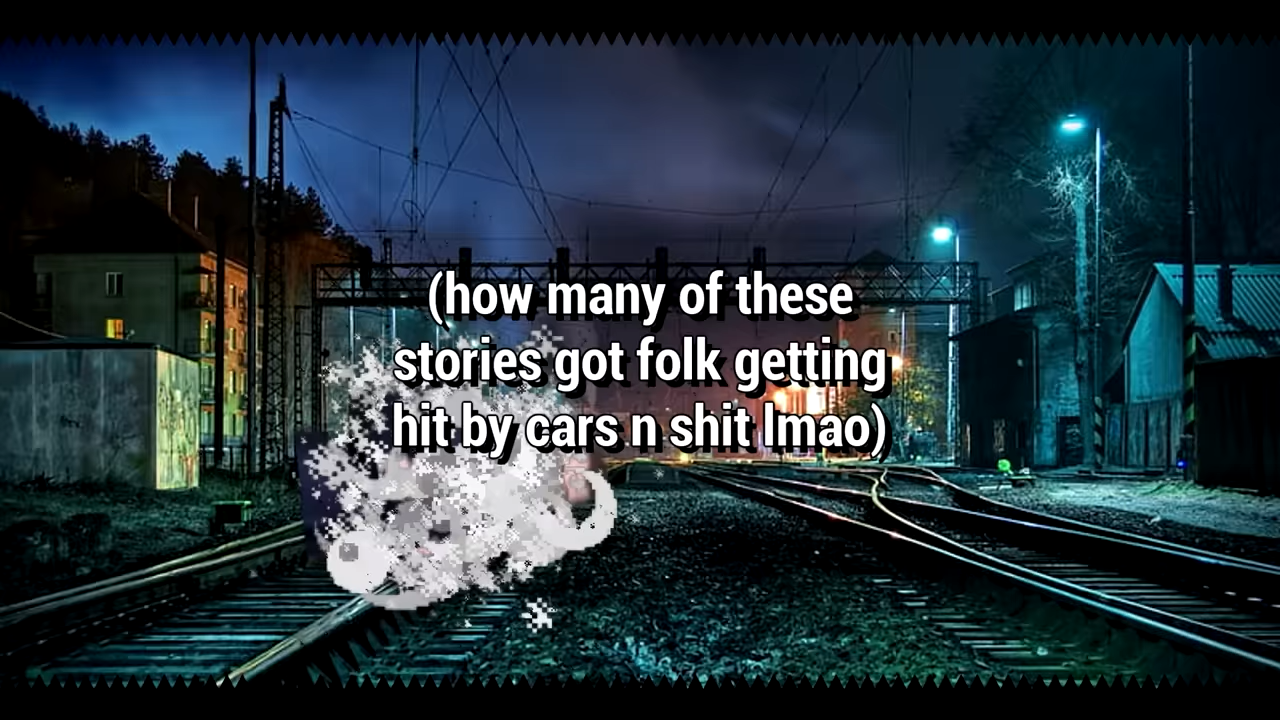 (how many of these
stories got folk getting
hit by cars n shit lmao)